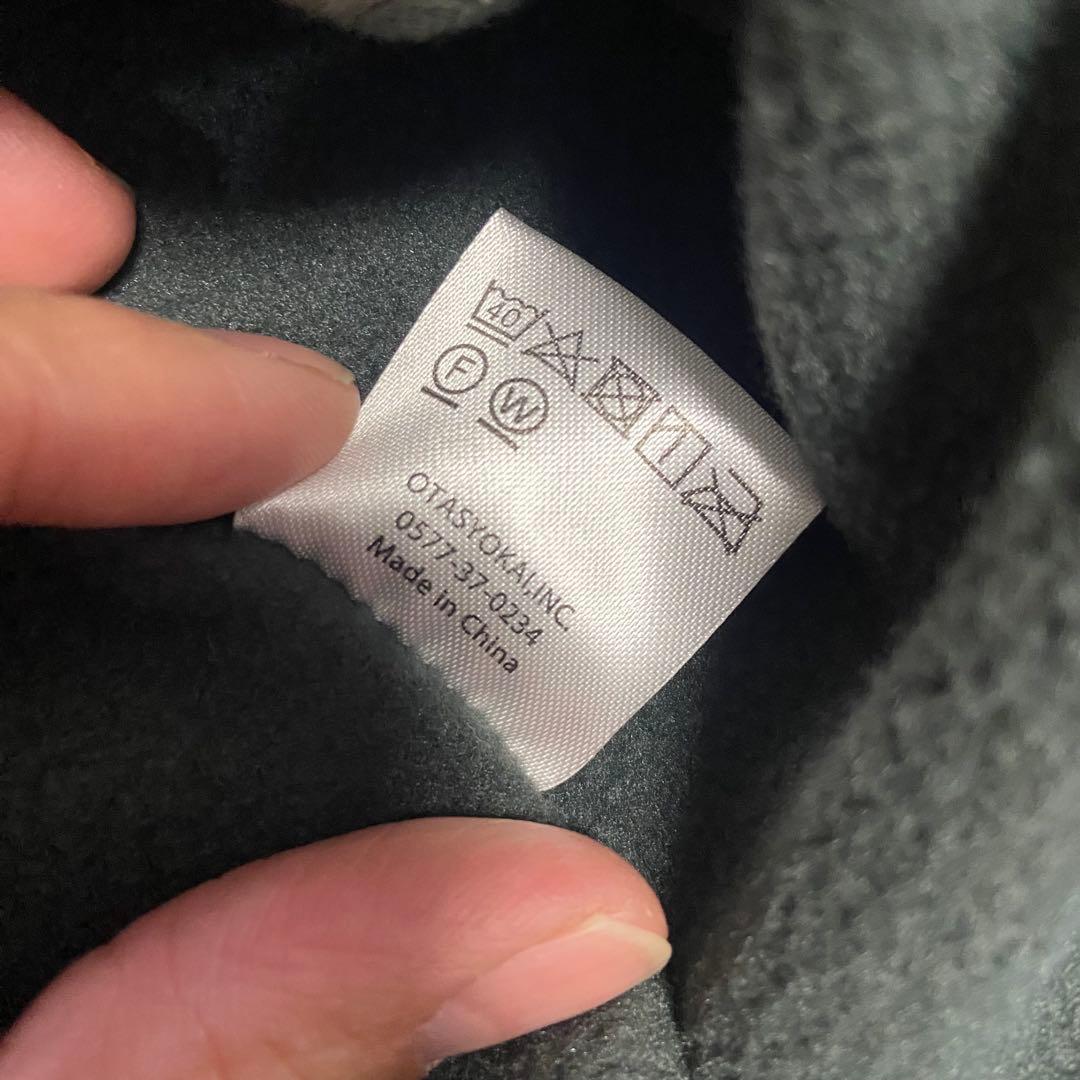 40
F W
OTASYOKAI,INC.
0577-37-0234
Made in China